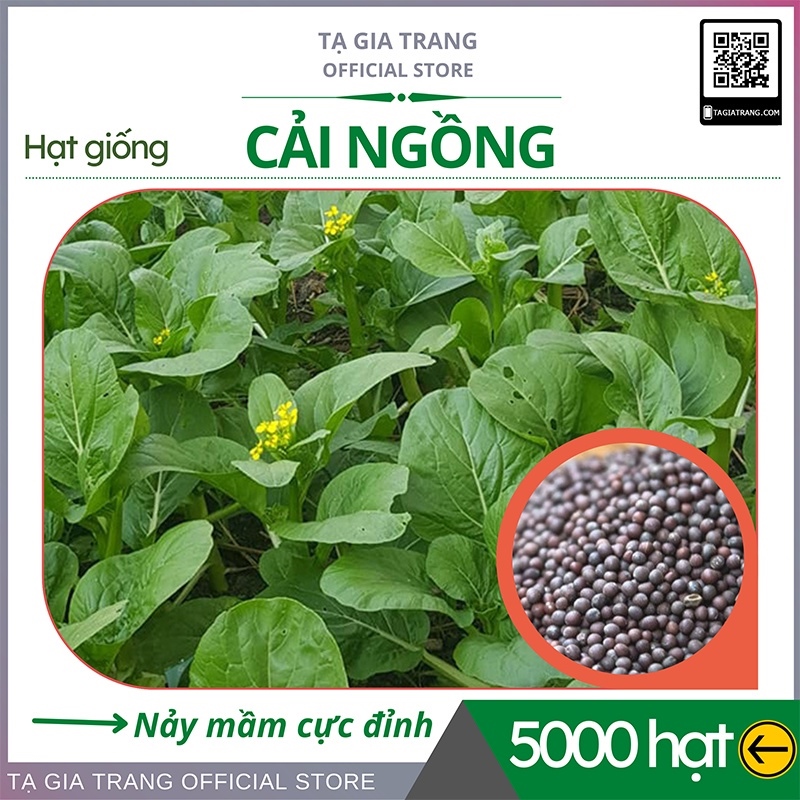 TẠ GIA TRANG
OFFICIAL STORE
TAGIATRANG.COM
Hạt giống
CẢI NGỒNG
Nảy mầm cực đỉnh
5000 hạt
TẠ GIA TRANG OFFICIAL STORE